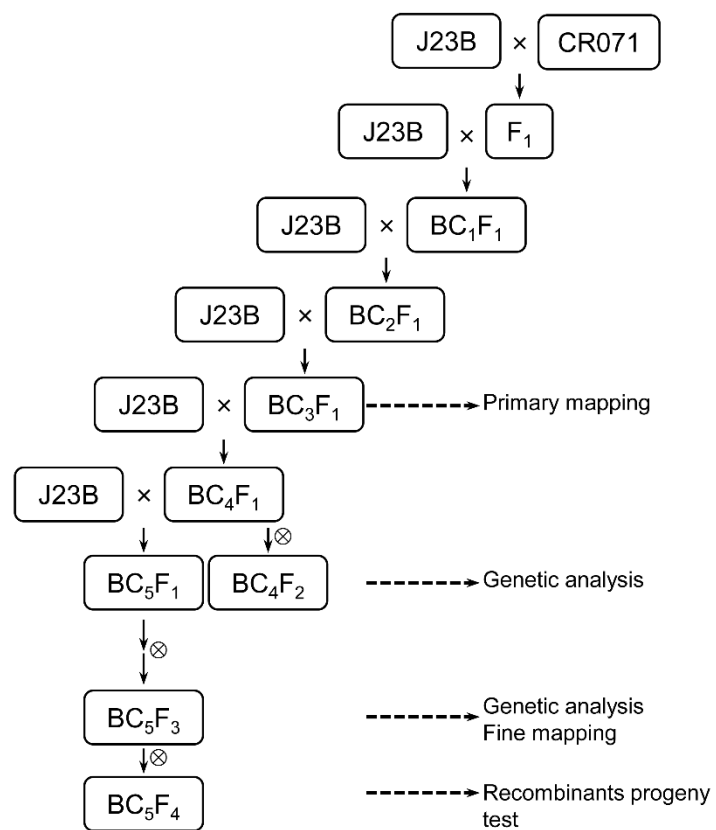 J23B × CR071
J23B × F₁
J23B × BC₁F₁
J23B × BC₂F₁
J23B × BC₃F₁ Primary mapping
J23B × BC₄F₁
⊗
BC₅F₁ BC₄F₂ Genetic analysis
⊗
BC₅F₃ Genetic analysis
Fine mapping
⊗
BC₅F₄ Recombinants progeny
test